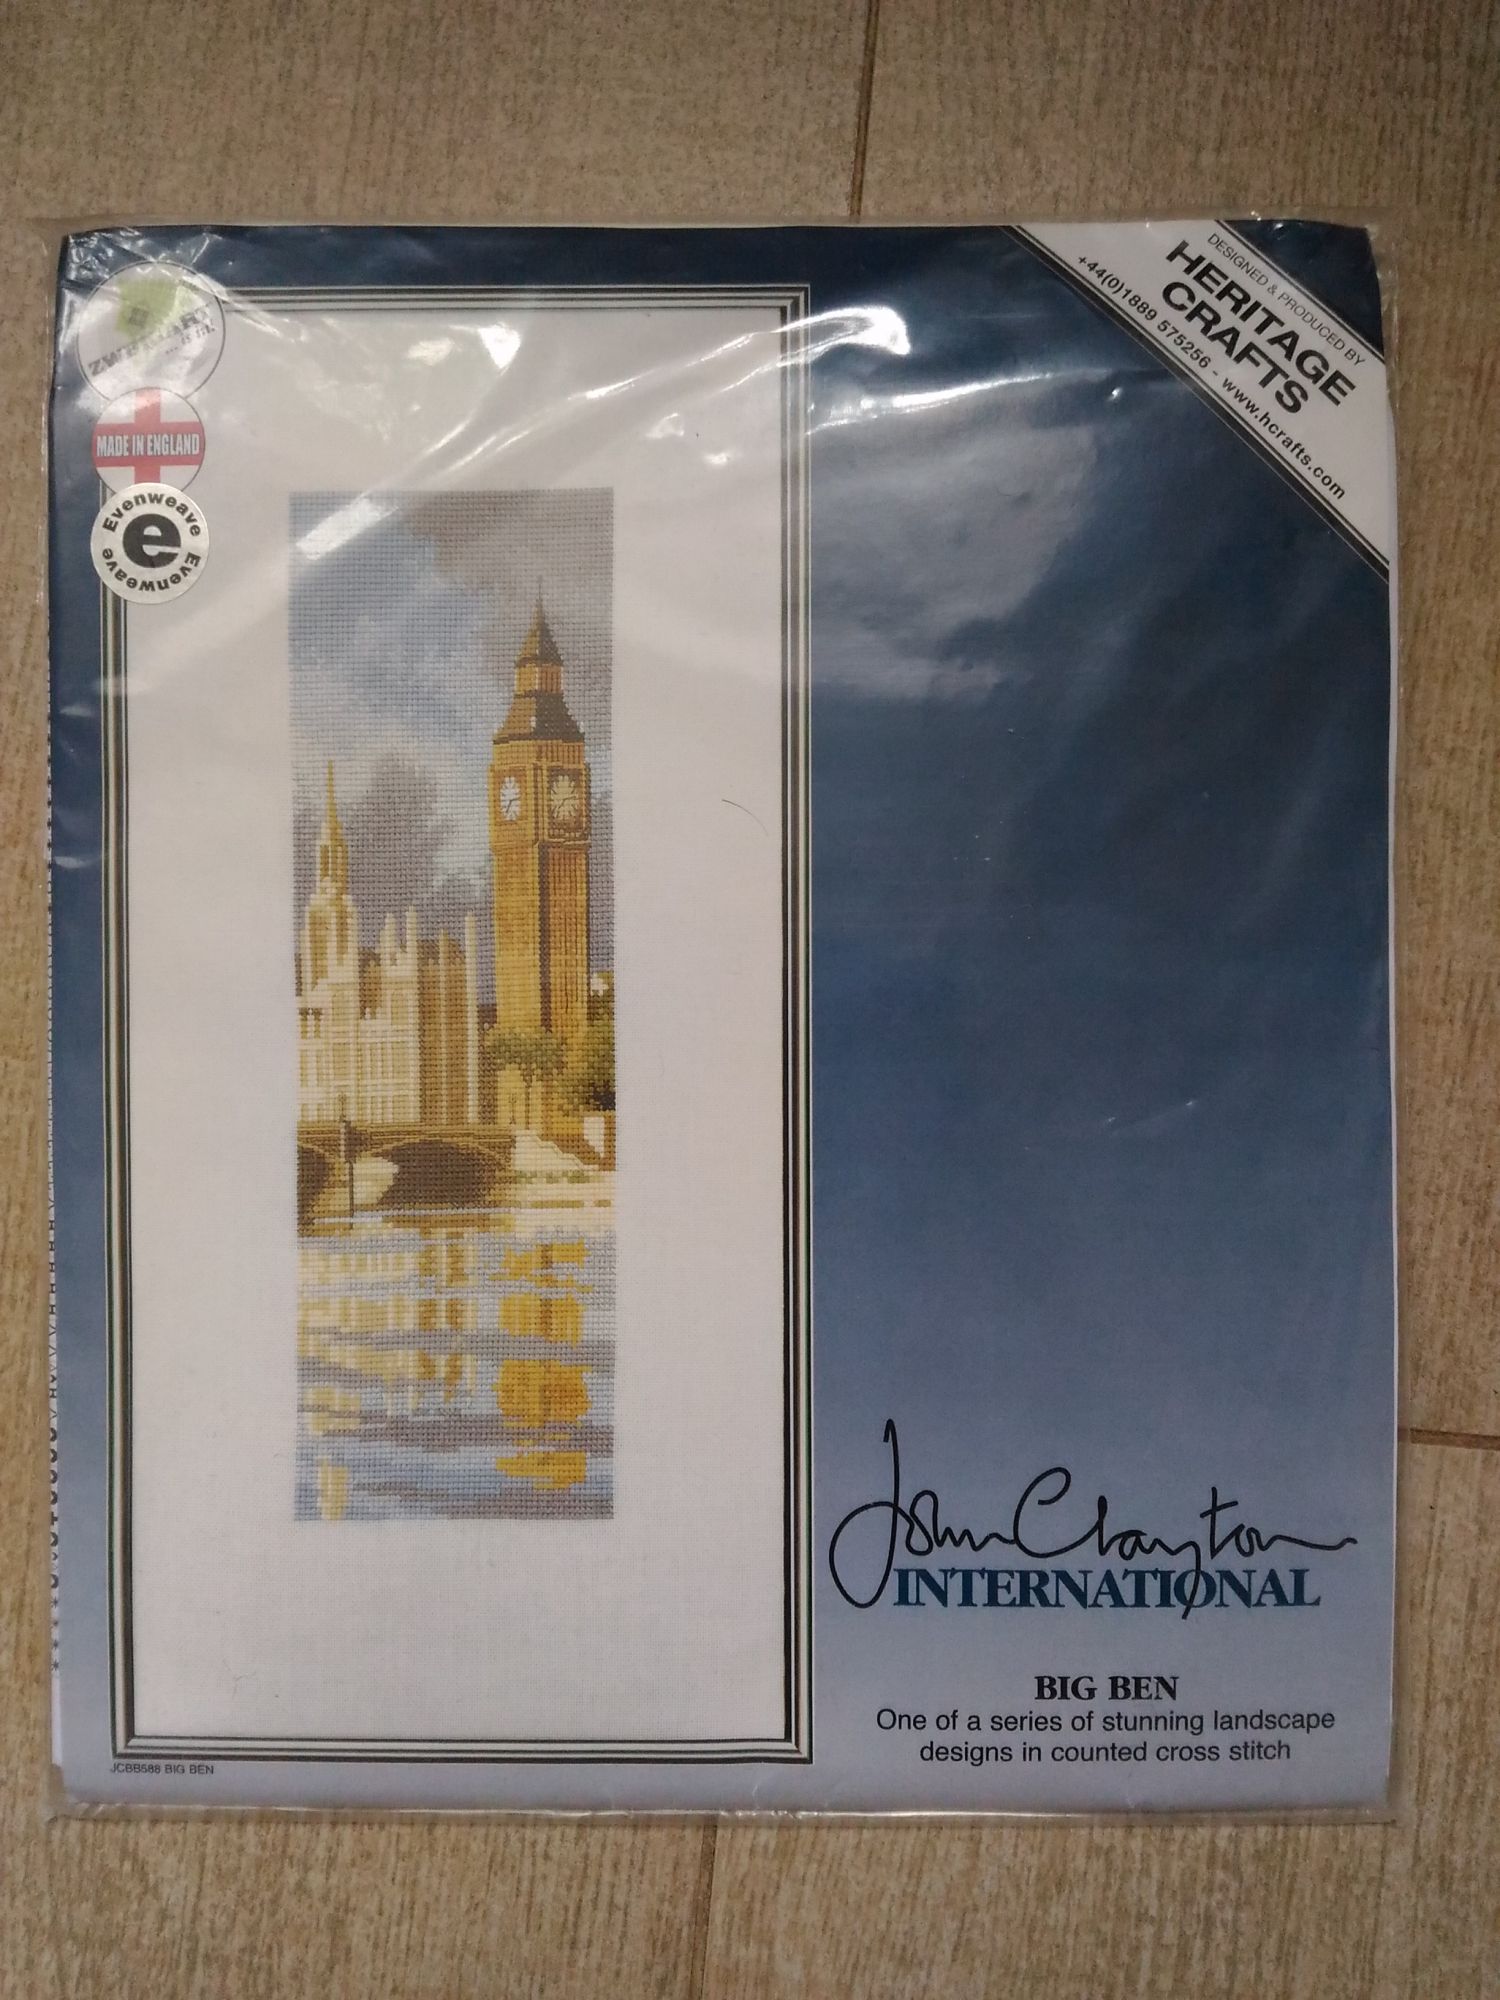 DESIGNED & PRODUCED BY
HERITAGE
CRAFTS
+44(0)1889 575256 - www.hcrafts.com
MADE IN ENGLAND
Evenweave
e
Evenweave
John Clayton
INTERNATIONAL
BIG BEN
One of a series of stunning landscape
designs in counted cross stitch
JCBB588 BIG BEN